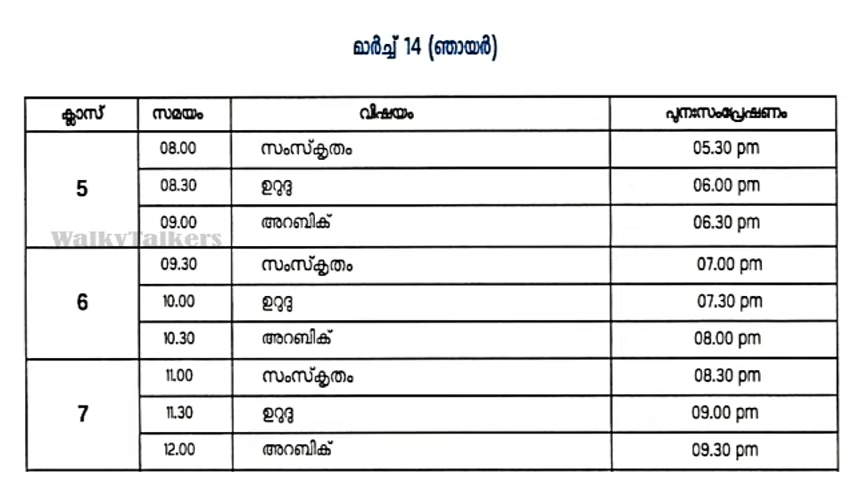 മാർച്ച് 14 (ഞായർ)
ക്ലാസ് സമയം വിഷയം പുനഃസംപ്രേഷണം
08.00 സംസ്കൃതം 05.30 pm
5 08.30 ഉറുദു 06.00 pm
09.00 അറബിക് 06.30 pm
WalkyTalkers
09.30 സംസ്കൃതം 07.00 pm
6 10.00 ഉറുദു 07.30 pm
10.30 അറബിക് 08.00 pm
11.00 സംസ്കൃതം 08.30 pm
7 11.30 ഉറുദു 09.00 pm
12.00 അറബിക് 09.30 pm